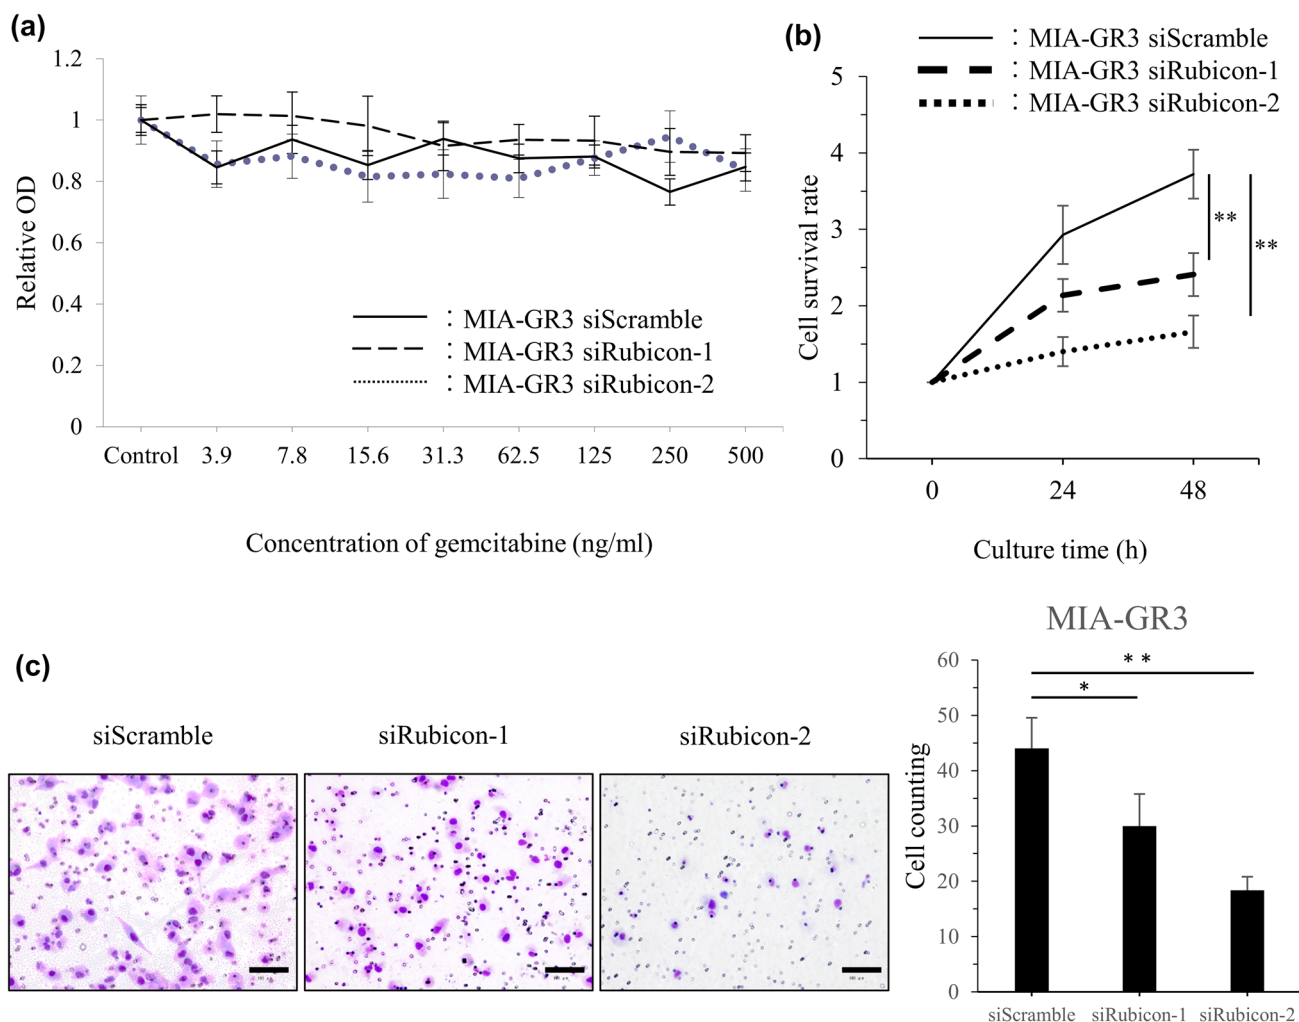 (a)
1.2
1
0.8
0.6
0.4
0.2
0
Relative OD
: MIA-GR3 siScramble
: MIA-GR3 siRubicon-1
: MIA-GR3 siRubicon-2
Control 3.9 7.8 15.6 31.3 62.5 125 250 500
Concentration of gemcitabine (ng/ml)
(b)
: MIA-GR3 siScramble
: MIA-GR3 siRubicon-1
: MIA-GR3 siRubicon-2
5
4
3
2
1
0
Cell survival rate
**
**
0 24 48
Culture time (h)
(c)
siScramble siRubicon-1 siRubicon-2
MIA-GR3
60
50
40
30
20
10
0
Cell counting
**
*
siScramble siRubicon-1 siRubicon-2